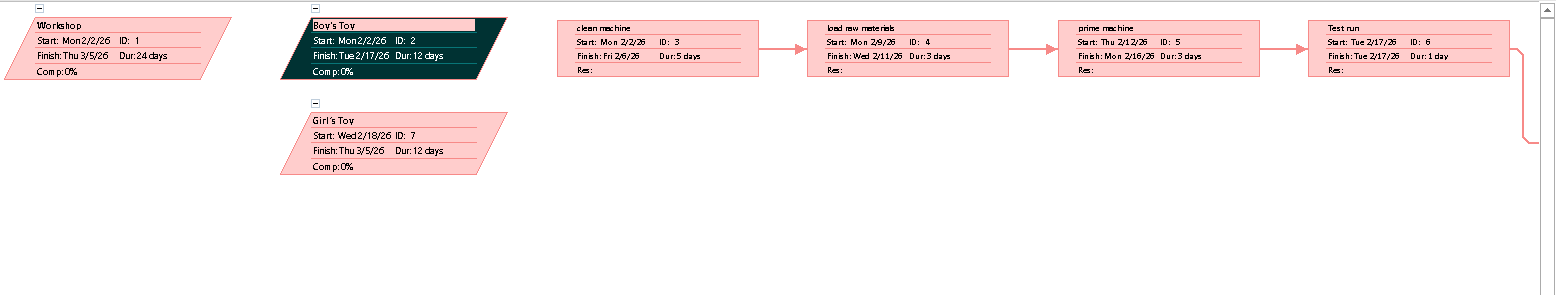 Workshop
Start: Mon 2/2/26 ID: 1
Finish: Thu 3/5/26 Dur: 24 days
Comp: 0%
Boy's Toy
Start: Mon 2/2/26 ID: 2
Finish: Tue 2/17/26 Dur: 12 days
Comp: 0%
clean machine
Start: Mon 2/2/26 ID: 3
Finish: Fri 2/6/26 Dur: 5 days
Res:
load raw materials
Start: Mon 2/9/26 ID: 4
Finish: Wed 2/11/26 Dur: 3 days
Res:
prime machine
Start: Thu 2/12/26 ID: 5
Finish: Mon 2/16/26 Dur: 3 days
Res:
Test run
Start: Tue 2/17/26 ID: 6
Finish: Tue 2/17/26 Dur: 1 day
Res:
Girl's Toy
Start: Wed 2/18/26 ID: 7
Finish: Thu 3/5/26 Dur: 12 days
Comp: 0%